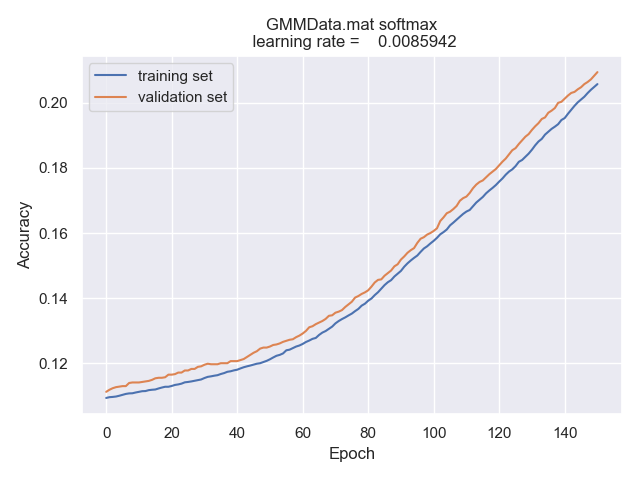 GMMData.mat softmax
learning rate = 0.0085942
training set
validation set
Accuracy
0.20
0.18
0.16
0.14
0.12
0 20 40 60 80 100 120 140
Epoch